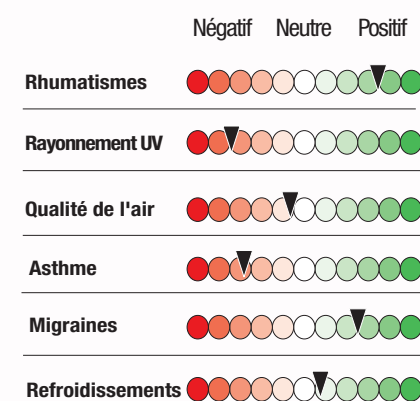 Négatif Neutre Positif
Rhumatismes
Rayonnement UV
Qualité de l'air
Asthme
Migraines
Refroidissements